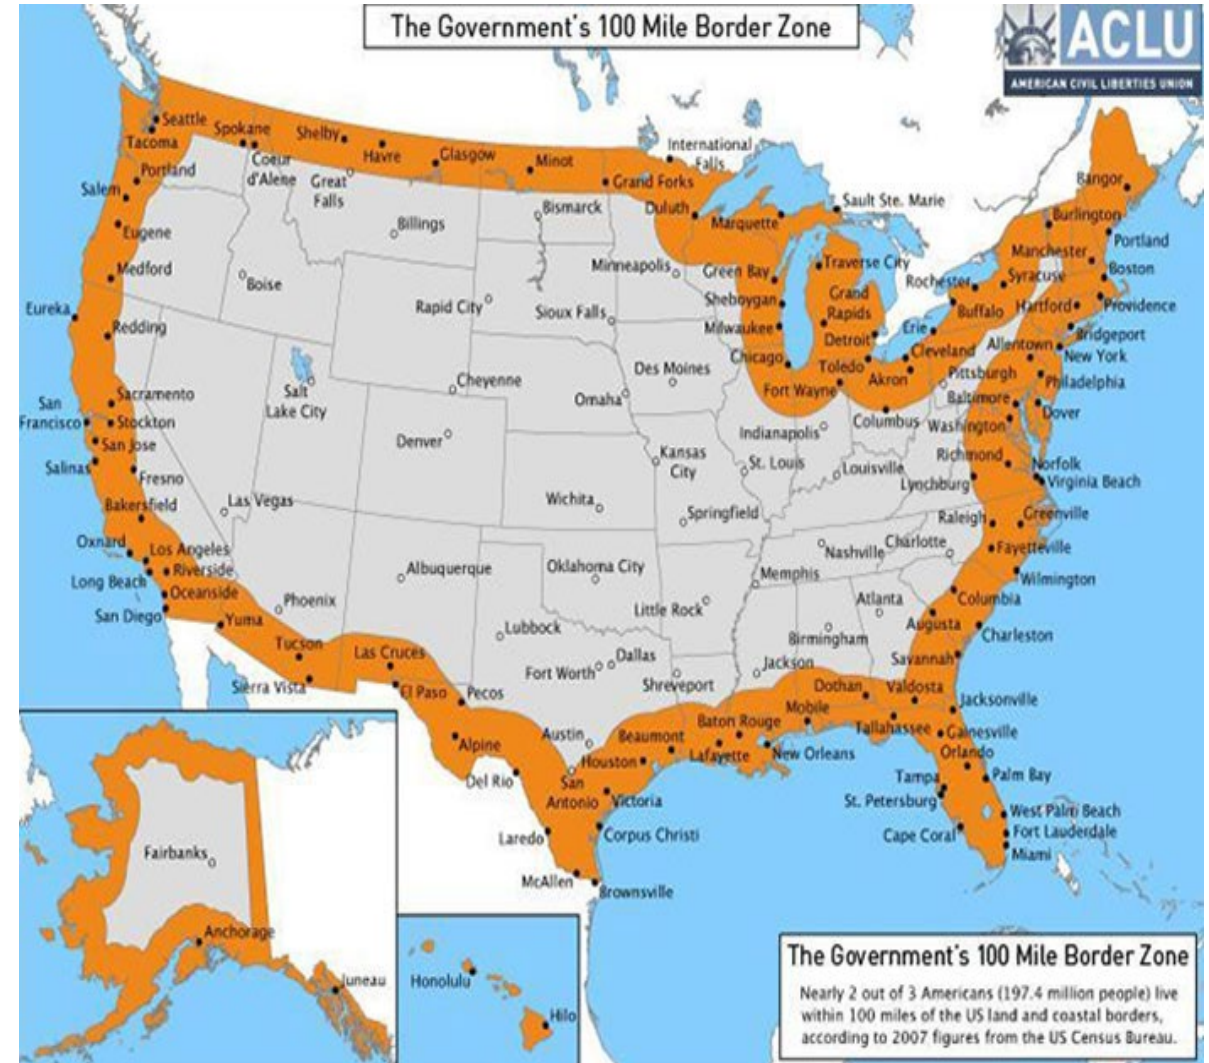 The Government's 100 Mile Border Zone
ACLU
AMERICAN CIVIL LIBERTIES UNION
Seattle
Tacoma
Spokane
Coeur
d'Alene
Shelby
Havre
Great
Falls
Glasgow
Minot
Grand Forks
International
Falls
Portland
Salem
Eugene
Medford
Billings
Bismarck
Duluth
Marquette
Sault Ste. Marie
Bangor
Burlington
Portland
Manchester
Boise
Rapid City
Sioux Falls
Minneapolis
Green Bay
Traverse City
Rochester
Syracuse
Boston
Eureka
Redding
Sheboygan
Grand
Rapids
Buffalo
Hartford
Providence
Milwaukee
Detroit
Erie
Bridgeport
Chicago
Toledo
Cleveland
Allentown
New York
Salt
Lake City
Cheyenne
Des Moines
Omaha
Fort Wayne
Akron
Pittsburgh
Philadelphia
Sacramento
San
Francisco
Stockton
San Jose
Salinas
Fresno
Denver
Kansas
City
St. Louis
Indianapolis
Columbus
Baltimore
Washington
Dover
Louisville
Richmond
Norfolk
Lynchburg
Virginia Beach
Bakersfield
Las Vegas
Wichita
Springfield
Raleigh
Greenville
Oxnard
Los Angeles
Long Beach
Riverside
Oceanside
San Diego
Albuquerque
Oklahoma City
Nashville
Charlotte
Fayetteville
Memphis
Wilmington
Phoenix
Yuma
Little Rock
Atlanta
Columbia
Augusta
Charleston
Tucson
Sierra Vista
Las Cruces
El Paso
Lubbock
Fort Worth
Dallas
Shreveport
Birmingham
Jackson
Savannah
Pecos
Dothan
Valdosta
Jacksonville
Alpine
Austin
Beaumont
Baton Rouge
Mobile
Tallahassee
Gainesville
Del Rio
Houston
Lafayette
New Orleans
Orlando
San
Antonio
Victoria
Tampa
Palm Bay
St. Petersburg
West Palm Beach
Laredo
Corpus Christi
Cape Coral
Fort Lauderdale
Miami
McAllen
Brownsville
Fairbanks
Anchorage
Juneau
Honolulu
Hilo
The Government's 100 Mile Border Zone
Nearly 2 out of 3 Americans (197.4 million people) live
within 100 miles of the US land and coastal borders,
according to 2007 figures from the US Census Bureau.